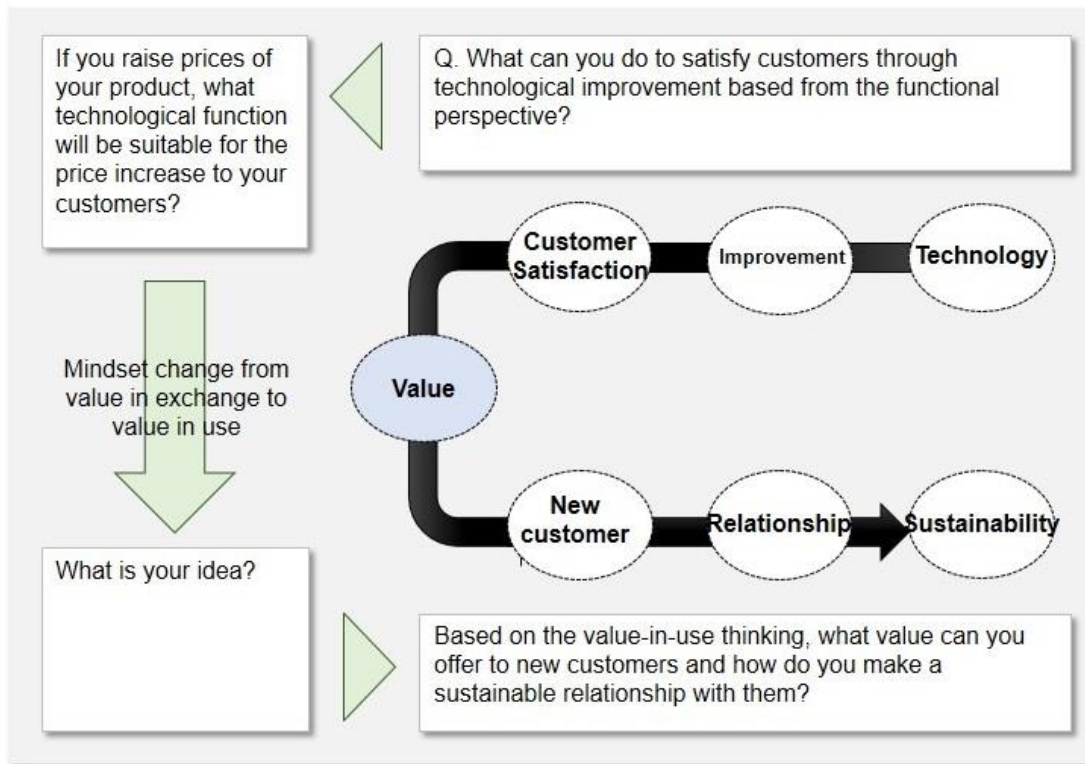 If you raise prices of
your product, what
technological function
will be suitable for the
price increase to your
customers?
Q. What can you do to satisfy customers through
technological improvement based from the functional
perspective?
Customer
Satisfaction
Improvement
Technology
Mindset change from
value in exchange to
value in use
Value
New
customer
Relationship
Sustainability
What is your idea?
Based on the value-in-use thinking, what value can you
offer to new customers and how do you make a
sustainable relationship with them?